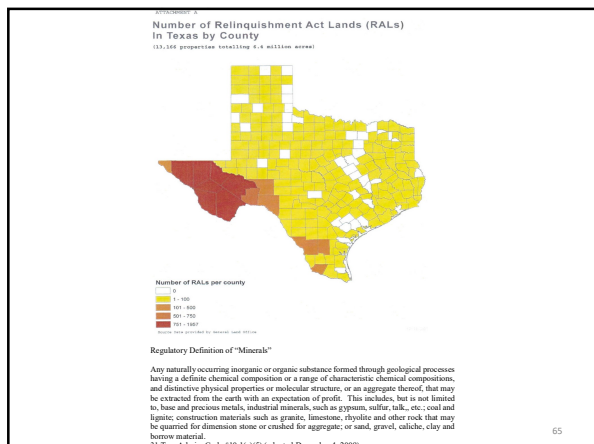 ATTACHMENT A
Number of Relinquishment Act Lands (RALs)
In Texas by County
(13,166 properties totelling 6.4 million acres)
Number of RALs per county
0
1 - 100
101 - 500
501 - 750
751 - 1957
Source data provided by General Land Office
Regulatory Definition of “Minerals”
Any naturally occurring inorganic or organic substance formed through geological processes
having a definite chemical composition or a range of characteristic chemical compositions,
and distinctive physical properties or molecular structure, or an aggregate thereof, that may
be extracted from the earth with an expectation of profit. This includes, but is not limited
to, base and precious metals, industrial minerals, such as gypsum, sulfur, talk,, etc.; coal and
lignite; construction materials such as granite, limestone, rhyolite and other rock that may
be quarried for dimension stone or crushed for aggregate; or sand, gravel, caliche, clay and
borrow material.
65